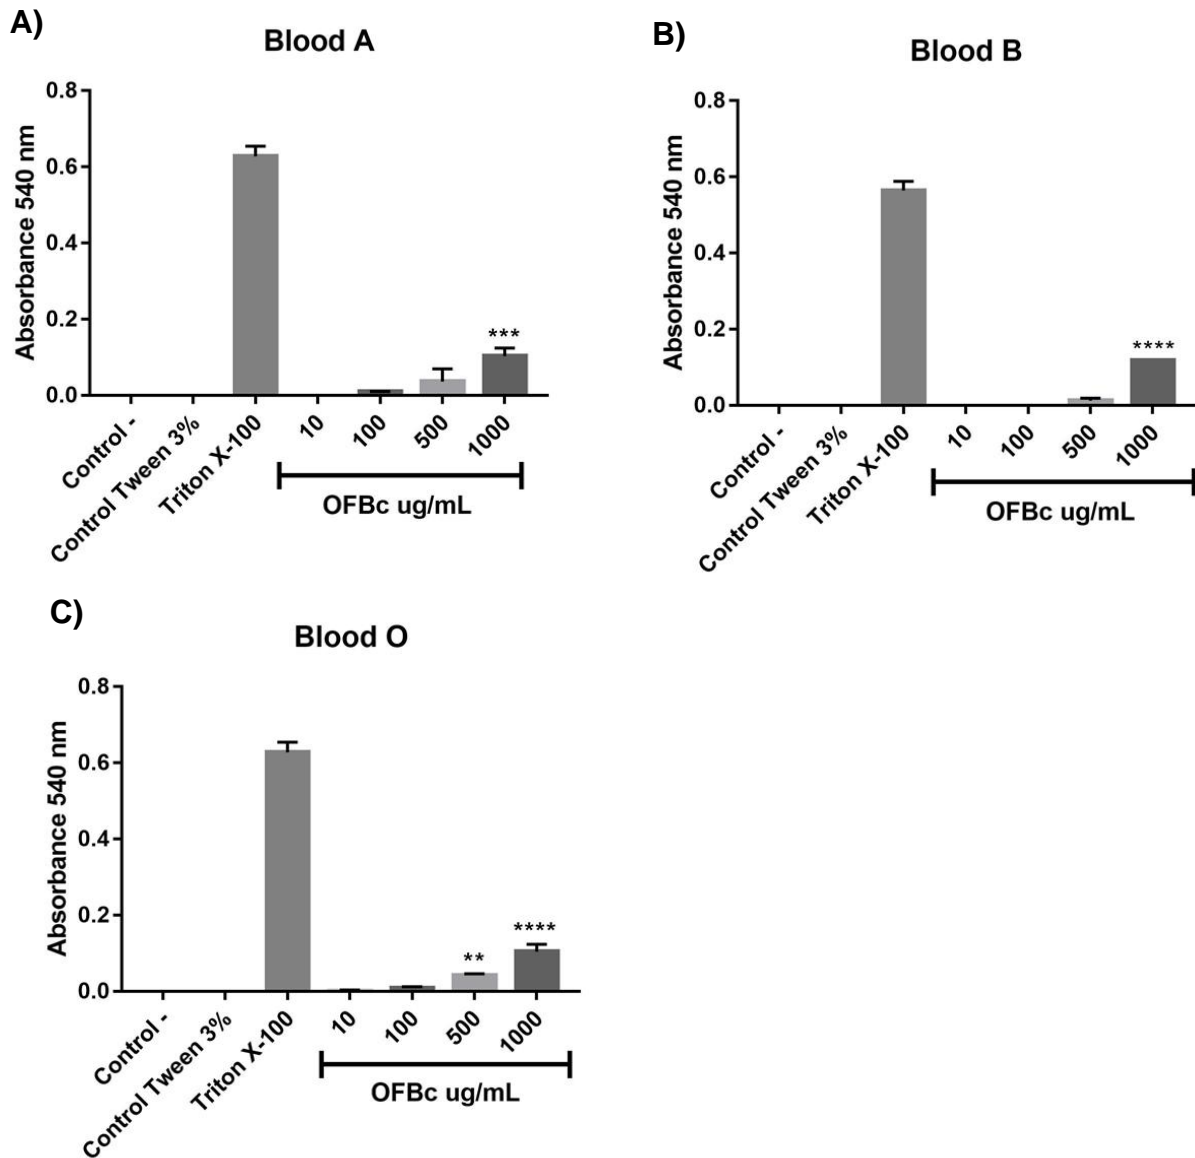 A)
Blood A
Absorbance 540 nm
0.8
0.6
0.4
0.2
0.0
***
Control -
Control Tween 3%
Triton X-100
10
100
500
1000
OFBc ug/mL
B)
Blood B
Absorbance 540 nm
0.8
0.6
0.4
0.2
0.0
****
Control -
Control Tween 3%
Triton X-100
10
100
500
1000
OFBc ug/mL
C)
Blood O
Absorbance 540 nm
0.8
0.6
0.4
0.2
0.0
**
****
Control -
Control Tween 3%
Triton X-100
10
100
500
1000
OFBc ug/mL